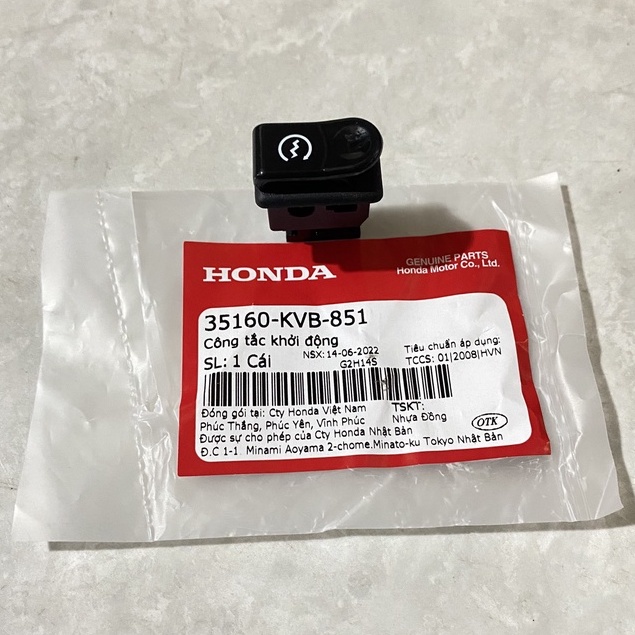 HONDA
GENUINE PARTS
Honda Motor Co., Ltd.
35160-KVB-851
Công tắc khởi động
SL: 1 Cái
NSX: 14-06-2022
G2H14S
Tiêu chuẩn áp dụng:
TCCS: 01|2008|HVN
Đóng gói tại: Cty Honda Việt Nam
Phúc Thắng, Phúc Yên, Vĩnh Phúc
TSKT:
Nhựa Đồng
OTK
Được sự cho phép của Cty Honda Nhật Bản
Đ.C 1-1. Minami Aoyama 2-chome.Minato-ku Tokyo Nhật Bản